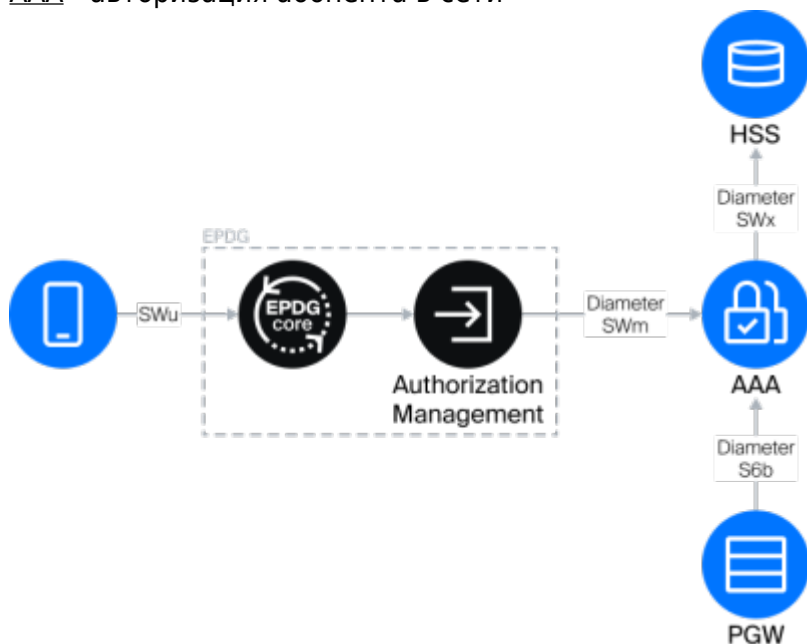 AAA - авторизация абонента в сети
HSS
Diameter
SWx
EPDG
SWu
EPDG
core
Diameter
SWm
Authorization
Management
AAA
Diameter
S6b
PGW